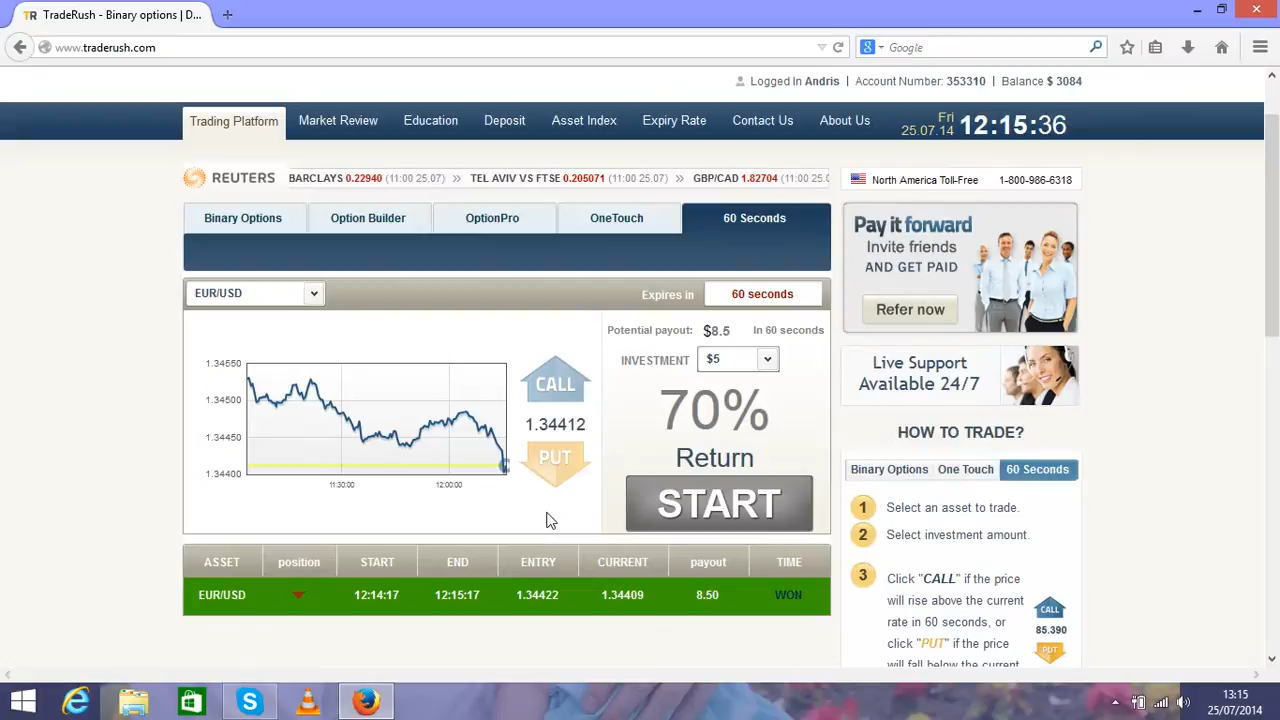 TR TradeRush - Binary options | D...
www.traderush.com
Google
Logged In Andris | Account Number: 353310 | Balance $ 3084
Trading Platform
Market Review
Education
Deposit
Asset Index
Expiry Rate
Contact Us
About Us
Fri
25.07.14
12:15:36
REUTERS
BARCLAYS 0.22940 (11:00 25.07) » TEL AVIV VS FTSE 0.205071 (11:00 25.07) » GBP/CAD 1.82704 (11:00 25.0
North America Toll-Free 1-800-986-6318
Binary Options
Option Builder
OptionPro
OneTouch
60 Seconds
EUR/USD
Expires in
60 seconds
Potential payout: $8.5 In 60 seconds
INVESTMENT $5
1.34550
1.34500
1.34450
1.34400
11:30:00
12:00:00
CALL
1.34412
PUT
70%
Return
START
ASSET position START END ENTRY CURRENT payout TIME
EUR/USD 12:14:17 12:15:17 1.34422 1.34409 8.50 WON
Pay it forward
Invite friends
AND GET PAID
Refer now
Live Support
Available 24/7
HOW TO TRADE?
Binary Options
One Touch
60 Seconds
1 Select an asset to trade.
2 Select investment amount.
3 Click "CALL" if the price
will rise above the current
rate in 60 seconds, or
click "PUT" if the price
will fall below the current
CALL
85.390
PUT
13:15
25/07/2014